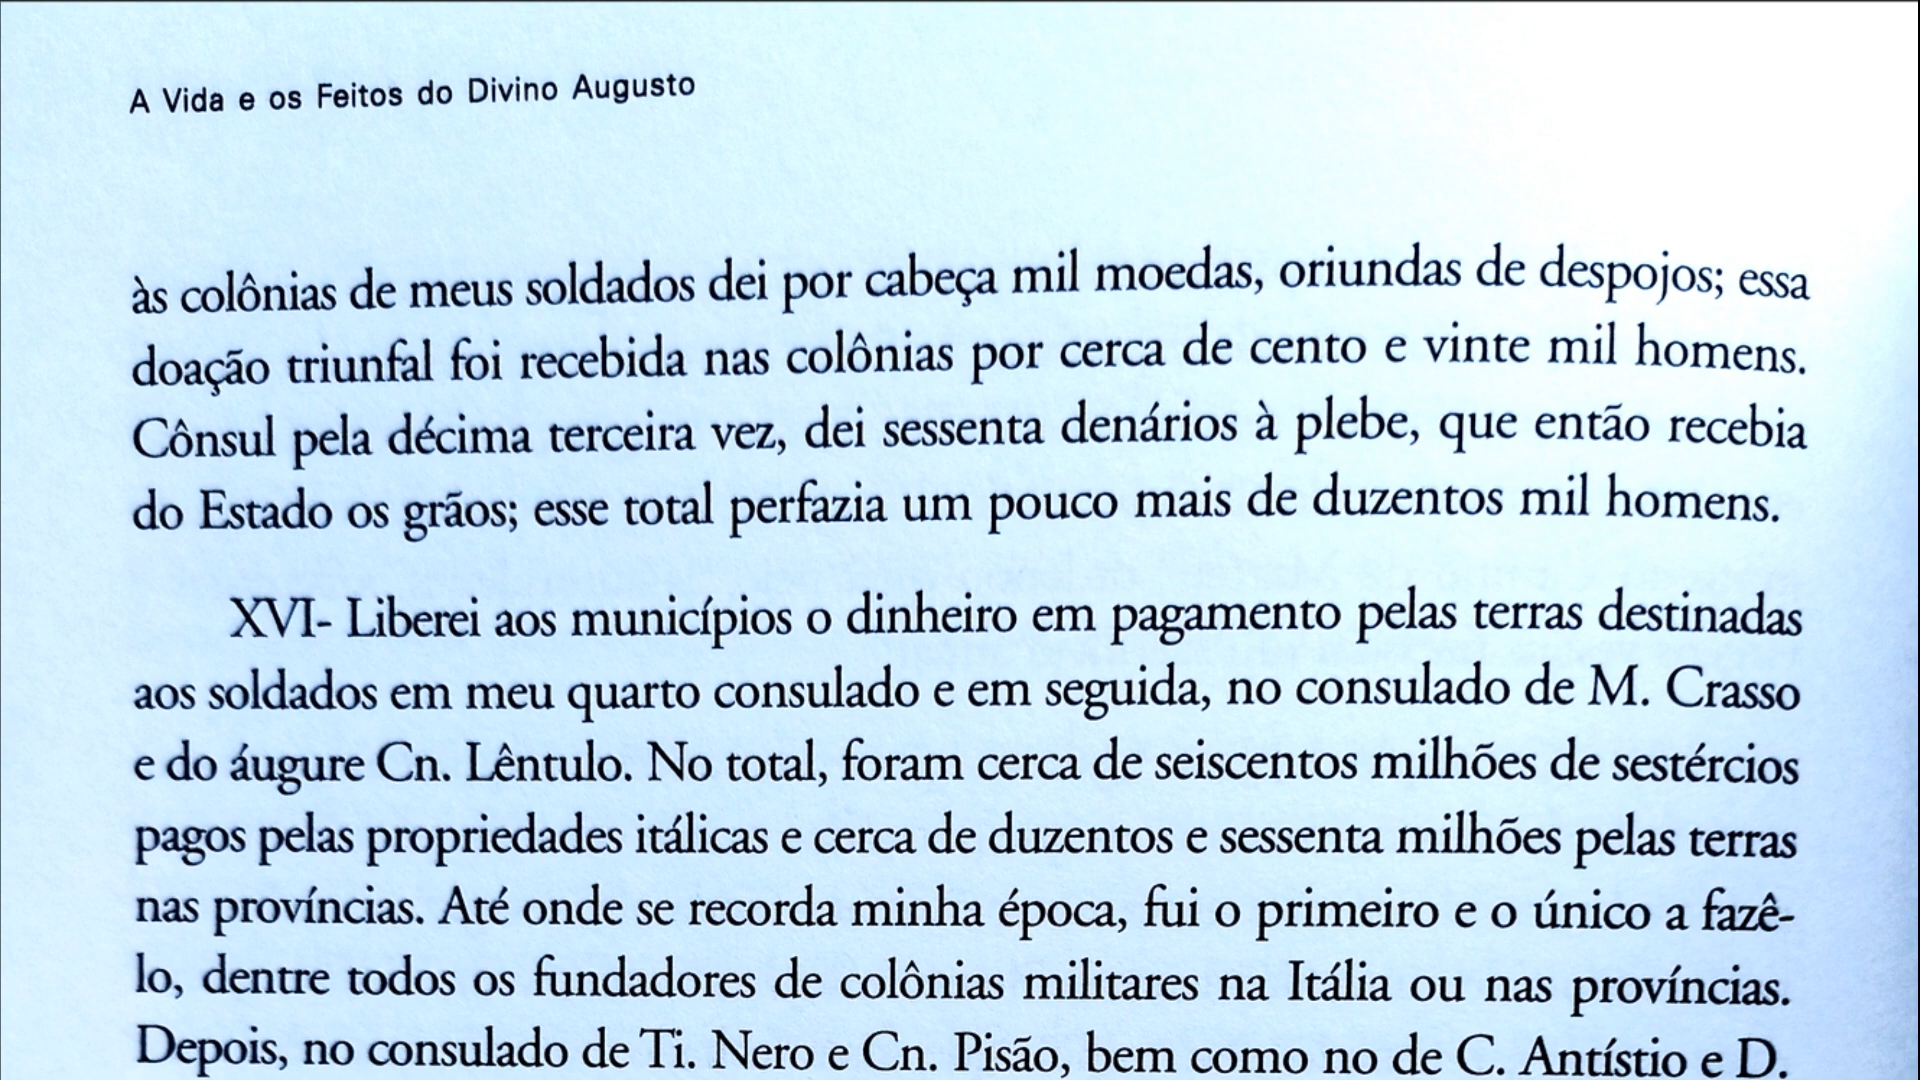 A Vida e os Feitos do Divino Augusto
às colônias de meus soldados dei por cabeça mil moedas, oriundas de despojos; essa
doação triunfal foi recebida nas colônias por cerca de cento e vinte mil homens.
Cônsul pela décima terceira vez, dei sessenta denários à plebe, que então recebia
do Estado os grãos; esse total perfazia um pouco mais de duzentos mil homens.
XVI- Liberei aos municípios o dinheiro em pagamento pelas terras destinadas
aos soldados em meu quarto consulado e em seguida, no consulado de M. Crasso
e do áugure Cn. Lêntulo. No total, foram cerca de seiscentos milhões de sestércios
pagos pelas propriedades itálicas e cerca de duzentos e sessenta milhões pelas terras
nas províncias. Até onde se recorda minha época, fui o primeiro e o único a fazê-
lo, dentre todos os fundadores de colônias militares na Itália ou nas províncias.
Depois, no consulado de Ti. Nero e Cn. Pisão, bem como no de C. Antístio e D.